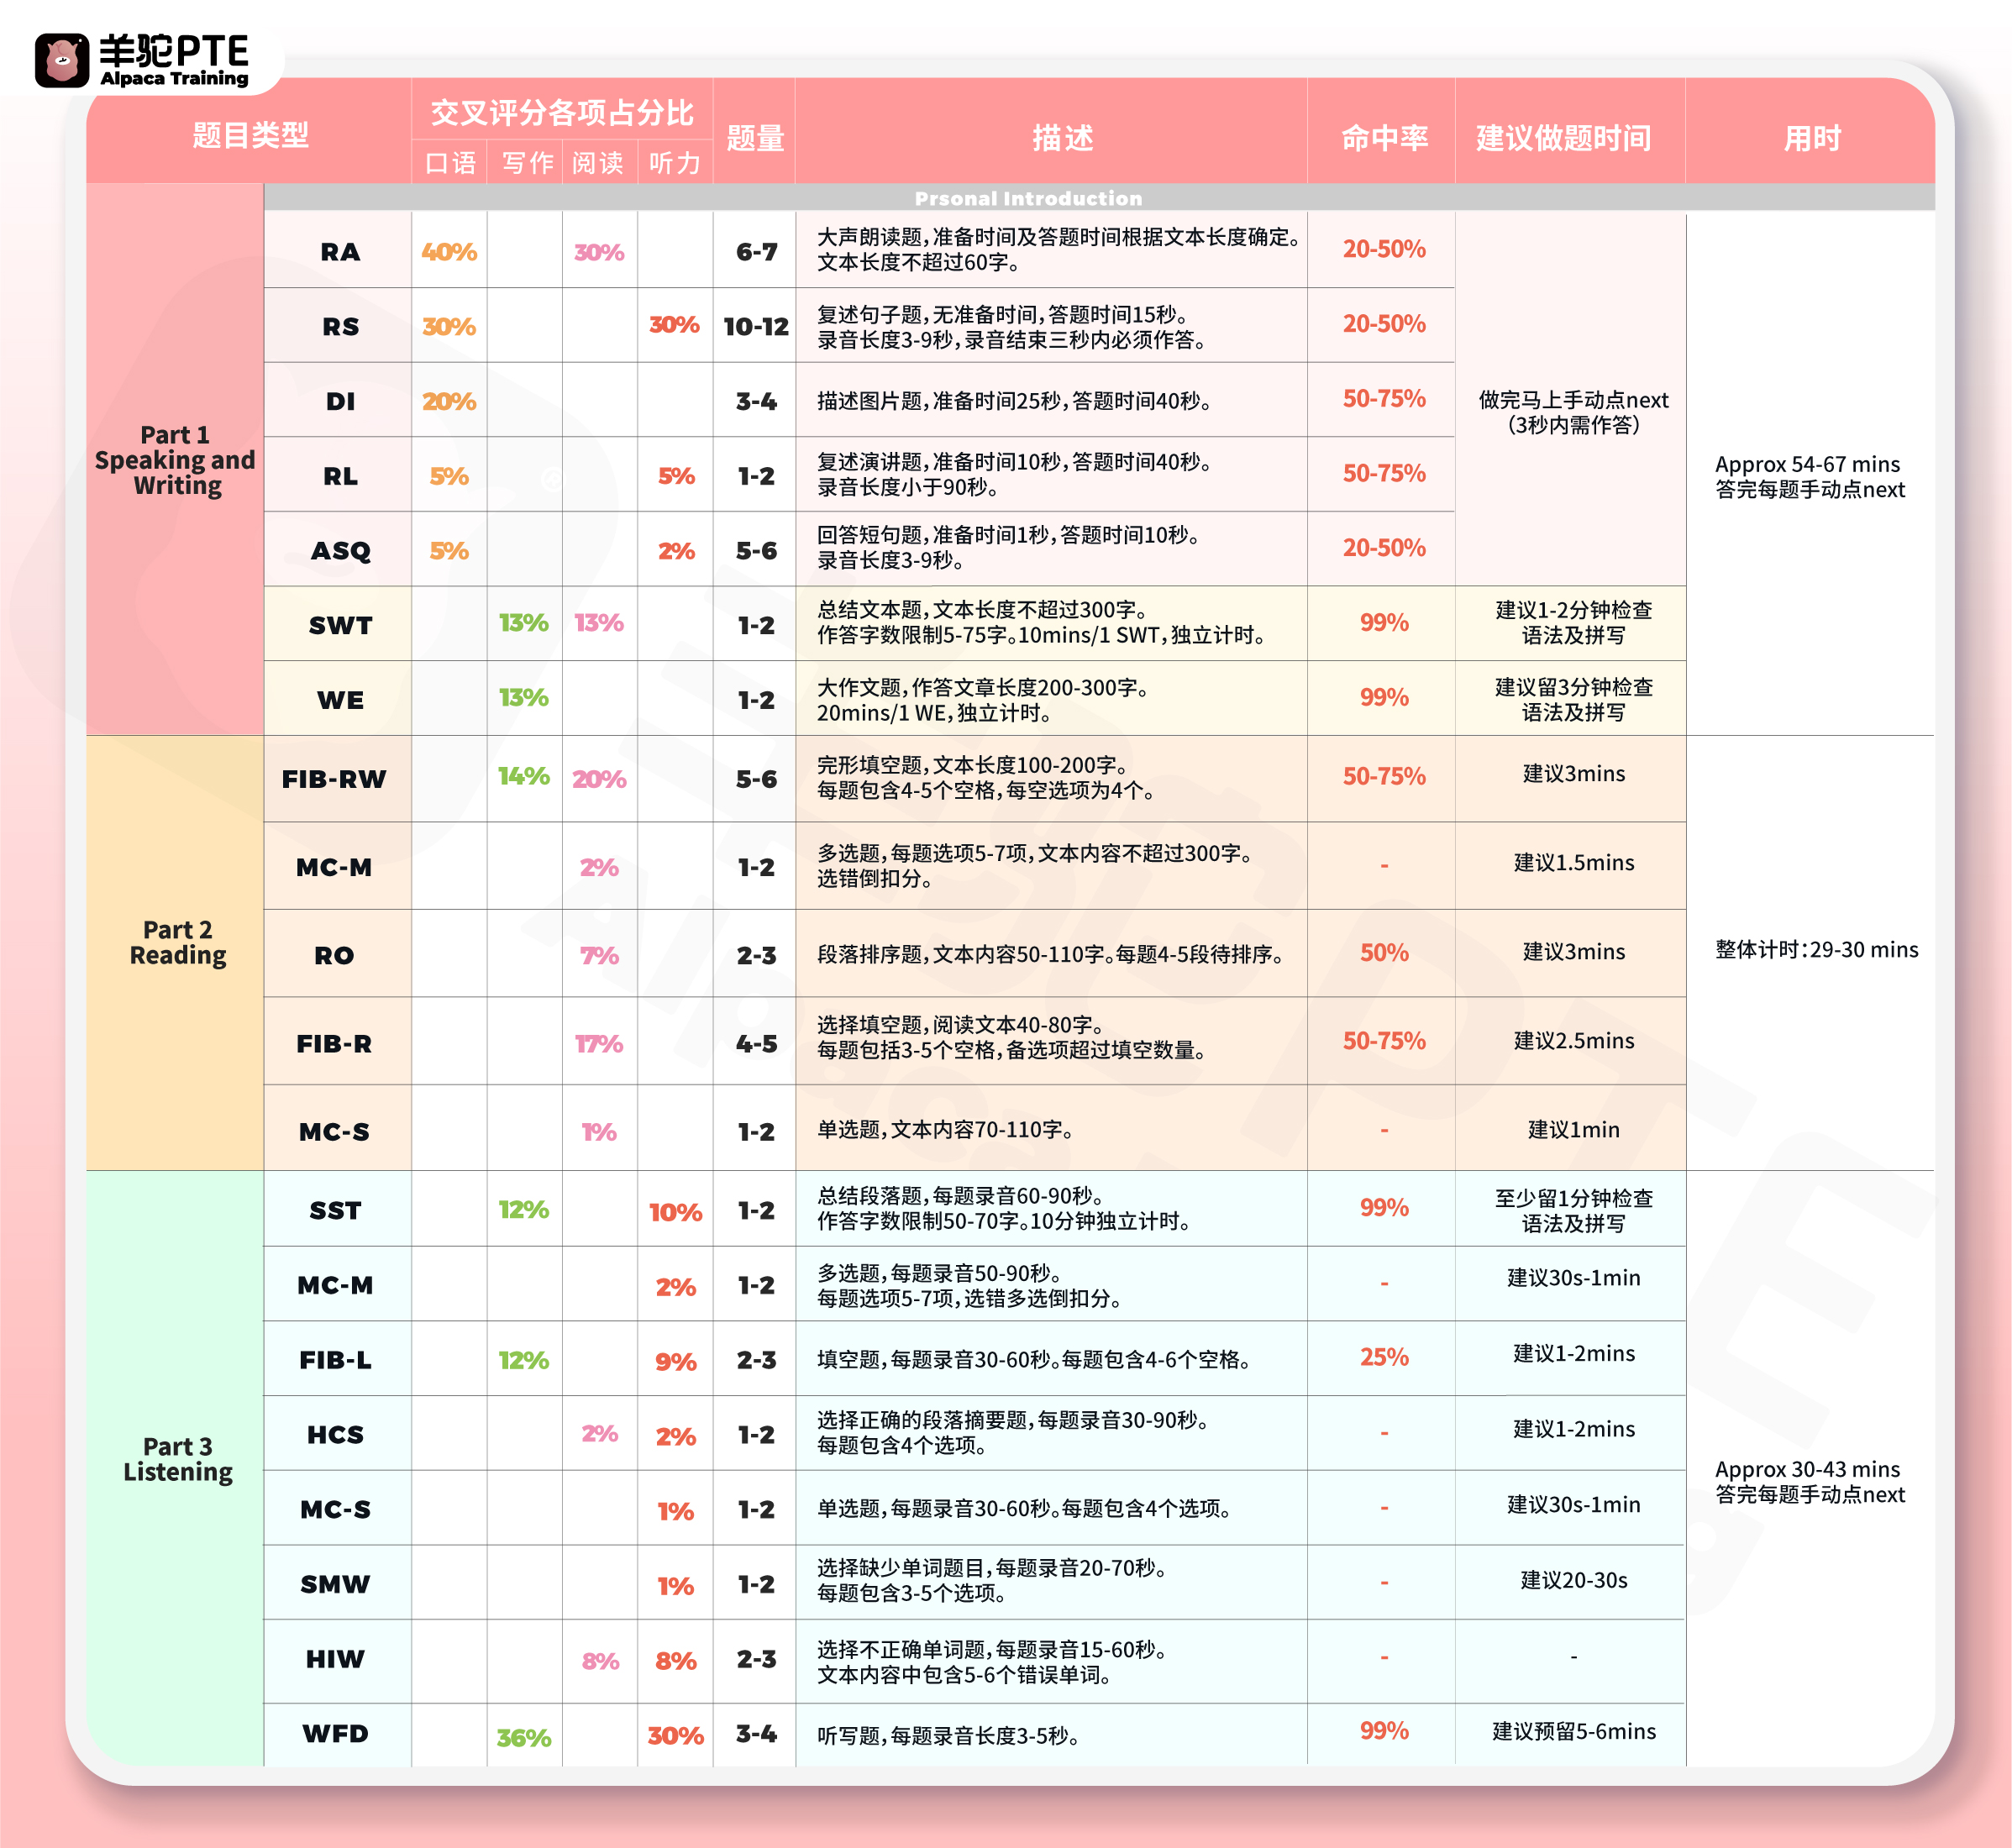 羊驼PTE
Alpaca Training
题目类型
交叉评分各项占分比
口语 写作 阅读 听力
题量
描述
命中率
建议做题时间
用时
Prsonal Introduction
Part 1
Speaking and
Writing
RA 40% 30% 6-7
大声朗读题，准备时间及答题时间根据文本长度确定。
文本长度不超过60字。
20-50%
RS 30% 30% 10-12
复述句子题，无准备时间，答题时间15秒。
录音长度3-9秒，录音结束三秒内必须作答。
20-50%
DI 20% 3-4
描述图片题，准备时间25秒，答题时间40秒。
50-75%
做完马上手动点next
（3秒内需作答）
RL 5% 5% 1-2
复述演讲题，准备时间10秒，答题时间40秒。
录音长度小于90秒。
50-75%
ASQ 5% 2% 5-6
回答短句题，准备时间1秒，答题时间10秒。
录音长度3-9秒。
20-50%
SWT 13% 13% 1-2
总结文本题，文本长度不超过300字。
作答字数限制5-75字。10mins/1 SWT，独立计时。
99%
建议1-2分钟检查
语法及拼写
WE 13% 1-2
大作文题，作答文章长度200-300字。
20mins/1 WE，独立计时。
99%
建议留3分钟检查
语法及拼写
Approx 54-67 mins
答完每题手动点next
Part 2
Reading
FIB-RW 14% 20% 5-6
完形填空题，文本长度100-200字。
每题包含4-5个空格，每空选项为4个。
50-75%
建议3mins
MC-M 2% 1-2
多选题，每题选项5-7项，文本内容不超过300字。
选错倒扣分。
-
建议1.5mins
RO 7% 2-3
段落排序题，文本内容50-110字。每题4-5段待排序。
50%
建议3mins
FIB-R 17% 4-5
选择填空题，阅读文本40-80字。
每题包括3-5个空格，备选项超过填空数量。
50-75%
建议2.5mins
MC-S 1% 1-2
单选题，文本内容70-110字。
-
建议1min
整体计时：29-30 mins
Part 3
Listening
SST 12% 10% 1-2
总结段落题，每题录音60-90秒。
作答字数限制50-70字。10分钟独立计时。
99%
至少留1分钟检查
语法及拼写
MC-M 2% 1-2
多选题，每题录音50-90秒。
每题选项5-7项，选错多选倒扣分。
-
建议30s-1min
FIB-L 12% 9% 2-3
填空题，每题录音30-60秒。每题包含4-6个空格。
25%
建议1-2mins
HCS 2% 2% 1-2
选择正确的段落摘要题，每题录音30-90秒。
每题包含4个选项。
-
建议1-2mins
MC-S 1% 1-2
单选题，每题录音30-60秒。每题包含4个选项。
-
建议30s-1min
SMW 1% 1-2
选择缺少单词题目，每题录音20-70秒。
每题包含3-5个选项。
-
建议20-30s
HIW 8% 8% 2-3
选择不正确单词题，每题录音15-60秒。
文本内容中包含5-6个错误单词。
-
-
WFD 36% 30% 3-4
听写题，每题录音长度3-5秒。
99%
建议预留5-6mins
Approx 30-43 mins
答完每题手动点next